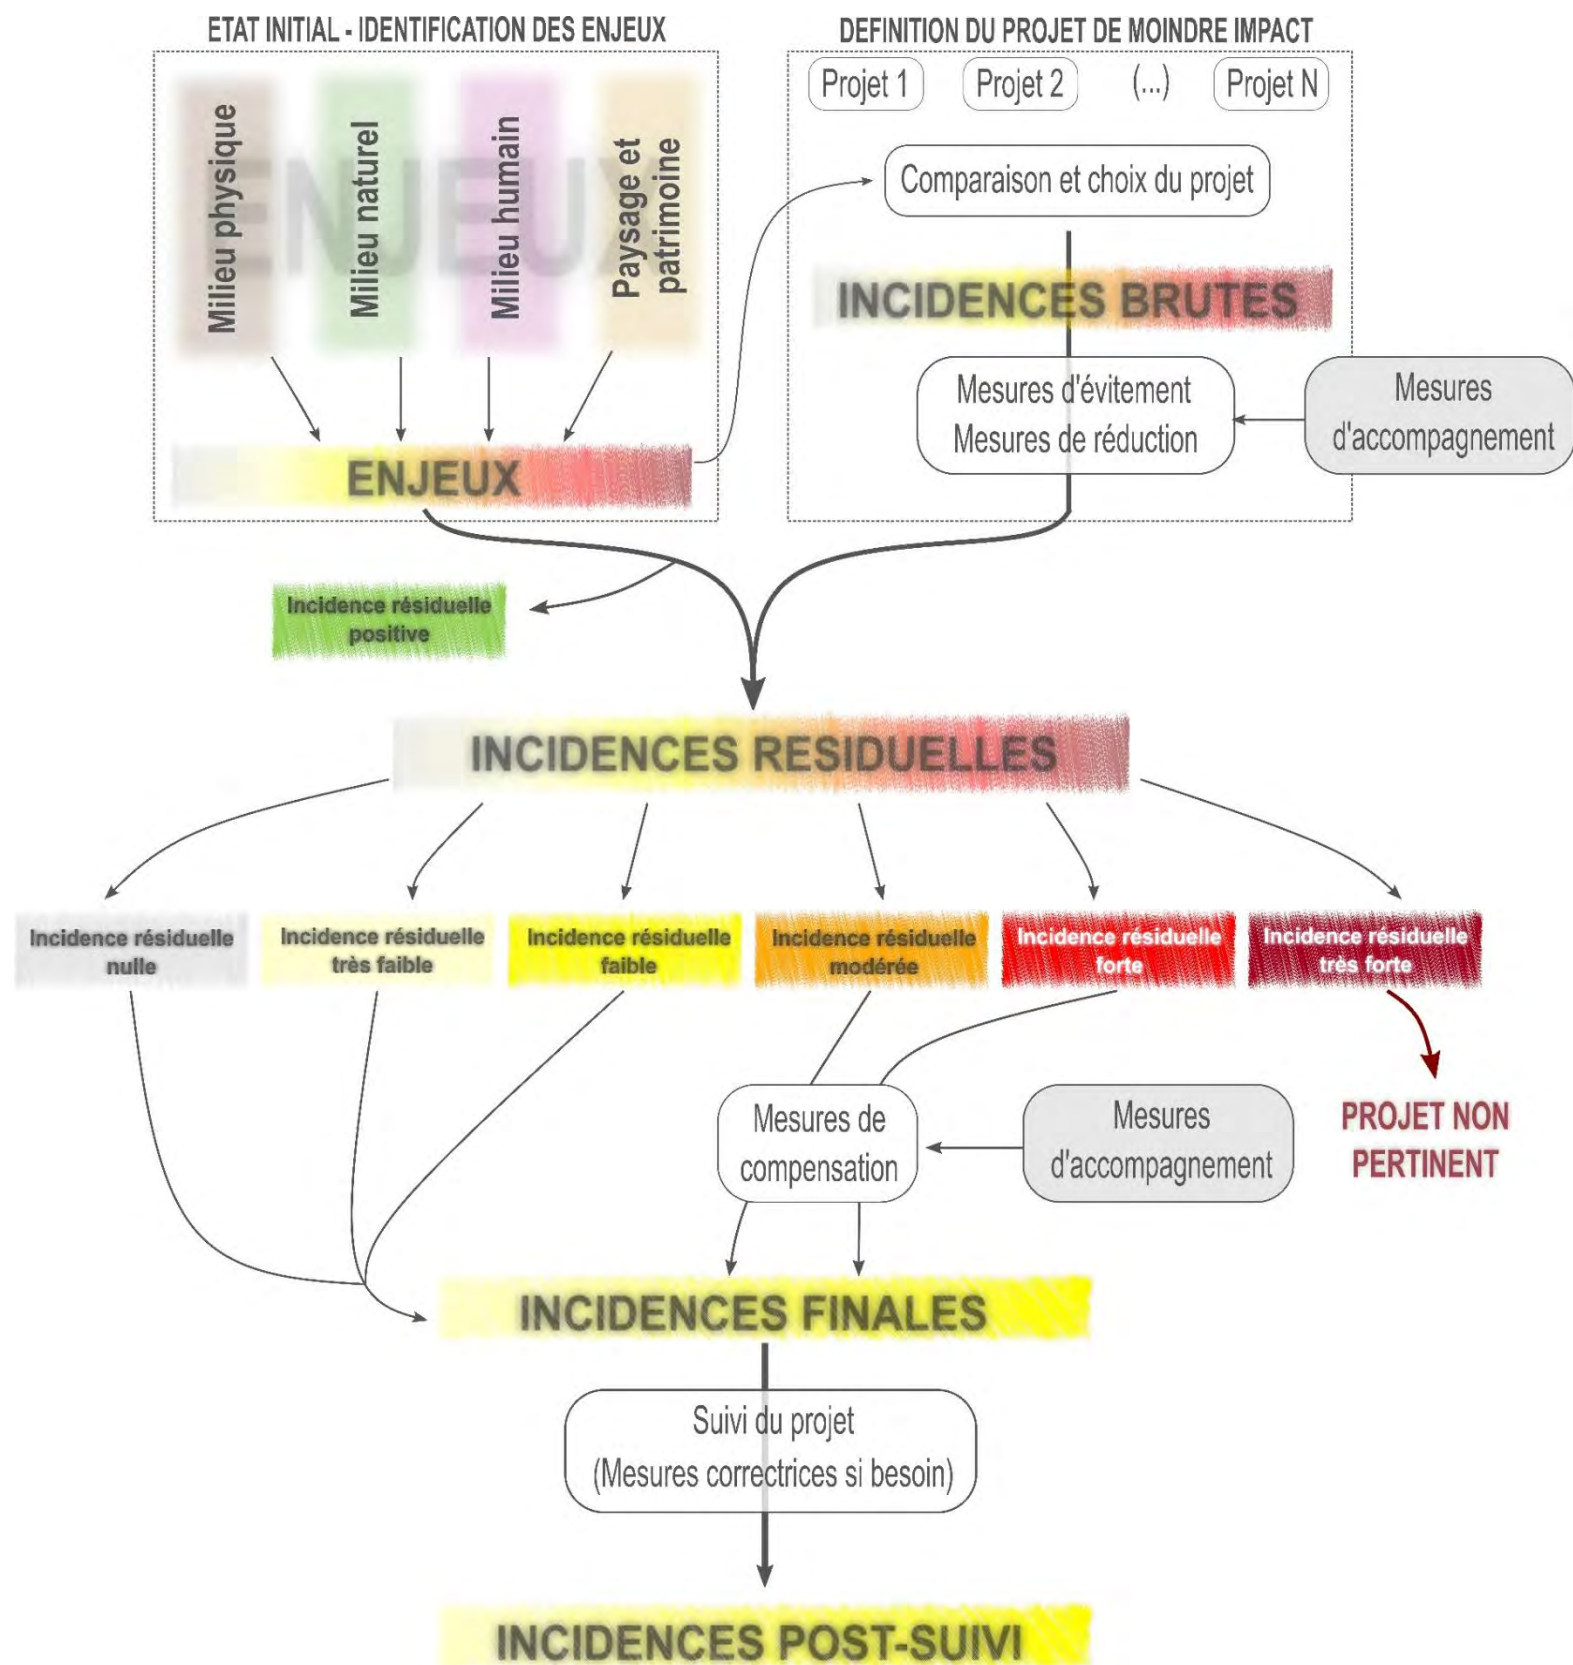 ETAT INITIAL - IDENTIFICATION DES ENJEUX
ENJEUX
Milieu physique
Milieu naturel
Milieu humain
Paysage et
patrimoine
ENJEUX
DEFINITION DU PROJET DE MOINDRE IMPACT
Projet 1
Projet 2
(...)
Projet N
Comparaison et choix du projet
INCIDENCES BRUTES
Mesures d'évitement
Mesures de réduction
Mesures
d'accompagnement
Incidence résiduelle
positive
INCIDENCES RESIDUELLES
Incidence résiduelle
nulle
Incidence résiduelle
très faible
Incidence résiduelle
faible
Incidence résiduelle
modérée
Incidence résiduelle
forte
Incidence résiduelle
très forte
Mesures de
compensation
Mesures
d'accompagnement
PROJET NON
PERTINENT
INCIDENCES FINALES
Suivi du projet
(Mesures correctrices si besoin)
INCIDENCES POST-SUIVI